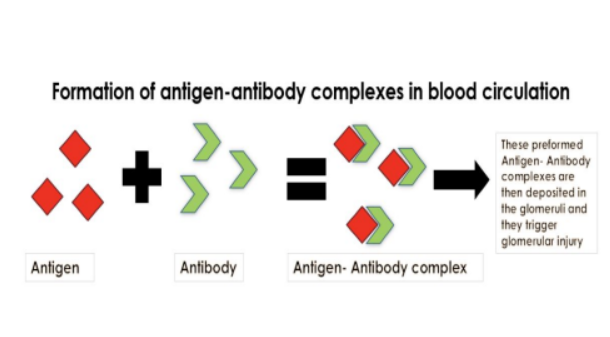 Formation of antigen-antibody complexes in blood circulation
These preformed
Antigen- Antibody
complexes are
then deposited in
the glomeruli and
they trigger
glomerular injury
Antigen
Antibody
Antigen- Antibody complex